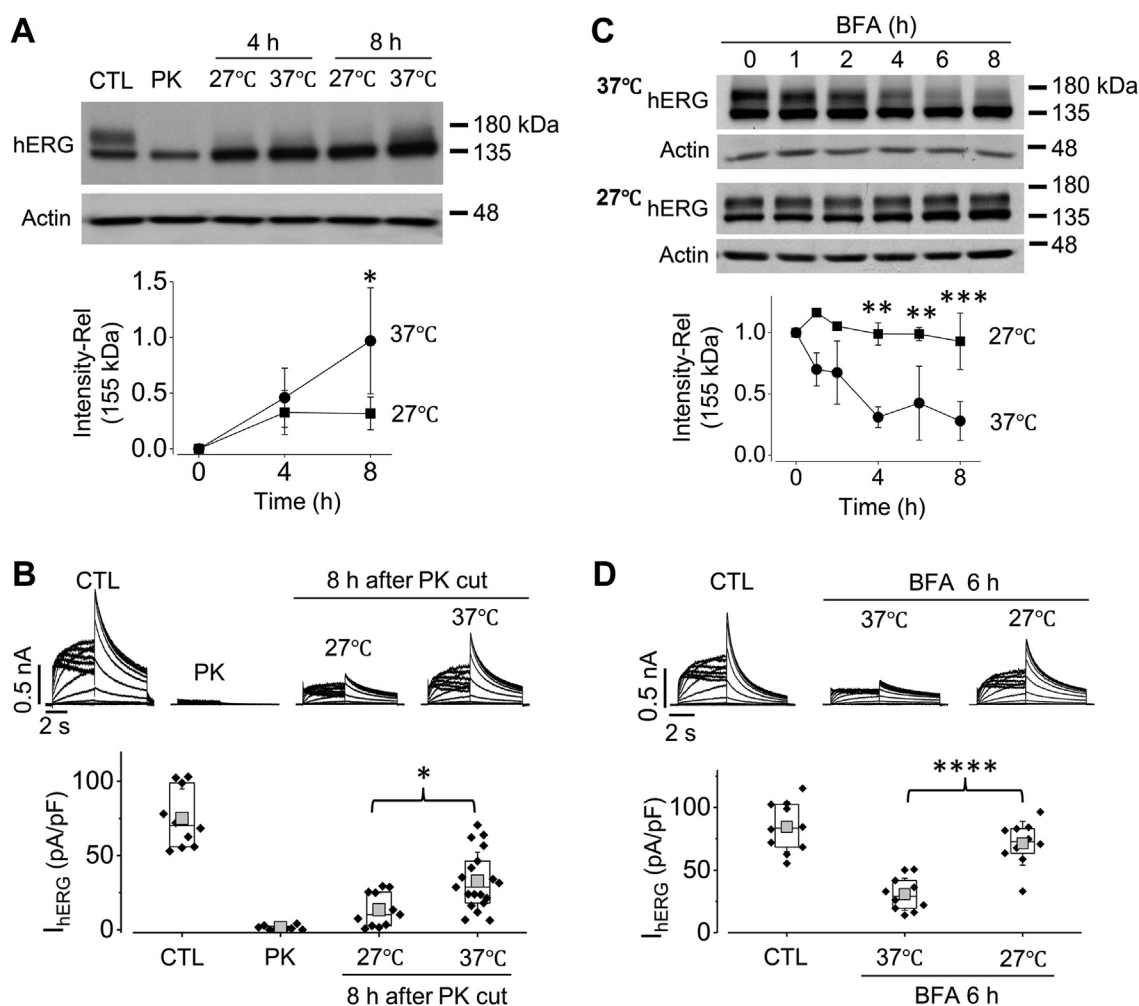 A
4 h
8 h
CTL PK 27°C 37°C 27°C 37°C
hERG
180 kDa
135
Actin
48
1.5
1.0
0.5
0.0
Intensity-Rel
(155 kDa)
*
37°C
27°C
0 4 8
Time (h)
C
BFA (h)
0 1 2 4 6 8
37°C hERG
180 kDa
135
Actin
48
27°C hERG
180
135
Actin
48
1.0
0.5
0.0
Intensity-Rel
(155 kDa)
** ** ***
27°C
37°C
0 4 8
Time (h)
B
CTL
8 h after PK cut
PK
27°C
37°C
0.5 nA
2 s
100
50
0
IhERG (pA/pF)
*
CTL PK 27°C 37°C
8 h after PK cut
D
CTL
BFA 6 h
37°C
27°C
0.5 nA
2 s
100
50
0
IhERG (pA/pF)
****
CTL 37°C 27°C
BFA 6 h